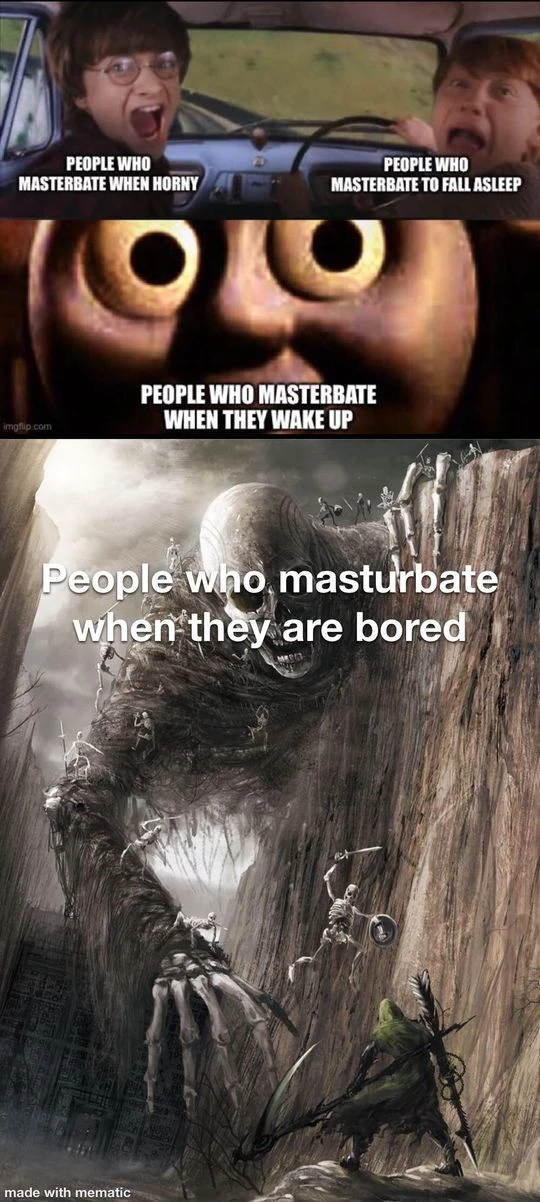 PEOPLE WHO
MASTERBATE WHEN HORNY
PEOPLE WHO
MASTERBATE TO FALL ASLEEP
PEOPLE WHO MASTERBATE
WHEN THEY WAKE UP
imgflip.com
People who masturbate
when they are bored
made with mematic